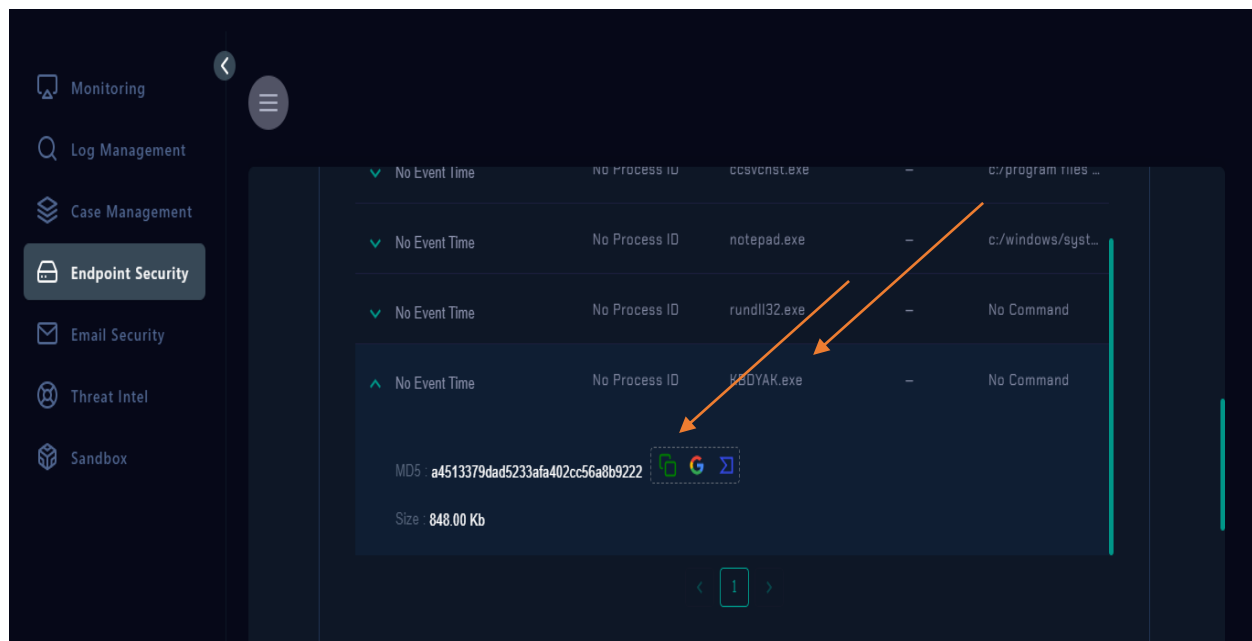 Monitoring
Log Management
Case Management
Endpoint Security
Email Security
Threat Intel
Sandbox
No Event Time No Process ID ccsvchst.exe – c:/program files ...
No Event Time No Process ID notepad.exe – c:/windows/syst...
No Event Time No Process ID rundll32.exe – No Command
No Event Time No Process ID KBDYAK.exe – No Command
MD5 : a4513379dad5233afa402cc56a8b9222
Size : 848.00 Kb
< 1 >